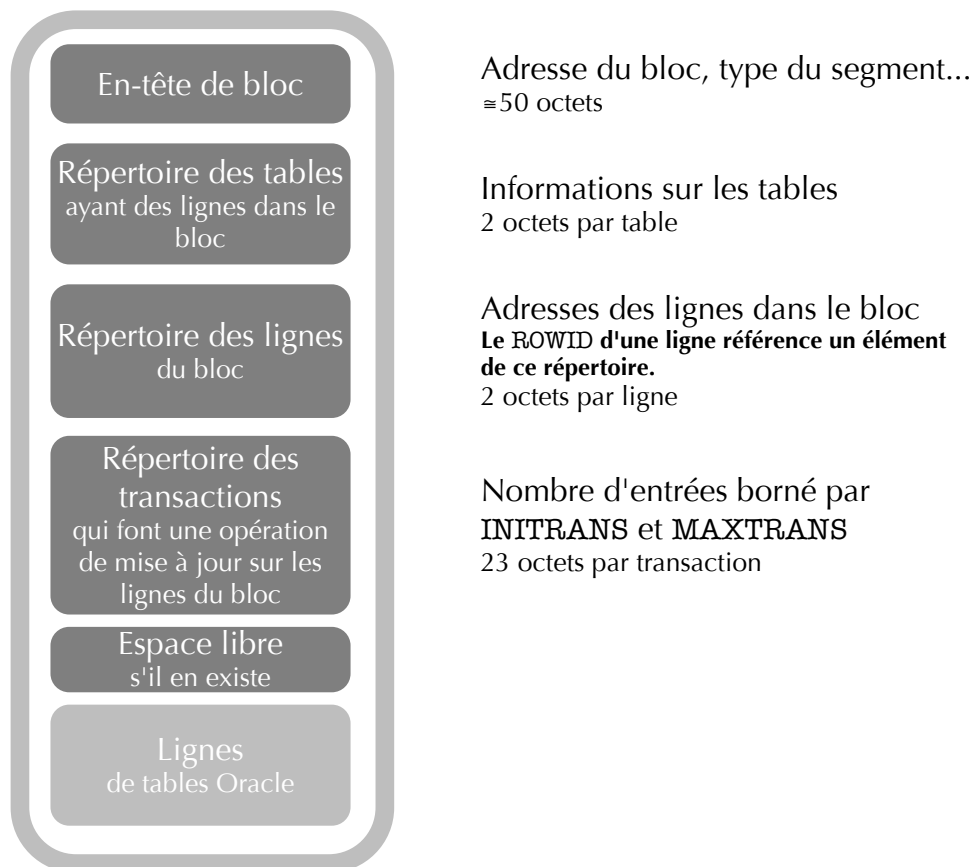 En-tête de bloc
Adresse du bloc, type du segment...
≅50 octets
Répertoire des tables
ayant des lignes dans le
bloc
Informations sur les tables
2 octets par table
Répertoire des lignes
du bloc
Adresses des lignes dans le bloc
Le ROWID d'une ligne référence un élément
de ce répertoire.
2 octets par ligne
Répertoire des
transactions
qui font une opération
de mise à jour sur les
lignes du bloc
Nombre d'entrées borné par
INITRANS et MAXTRANS
23 octets par transaction
Espace libre
s'il en existe
Lignes
de tables Oracle